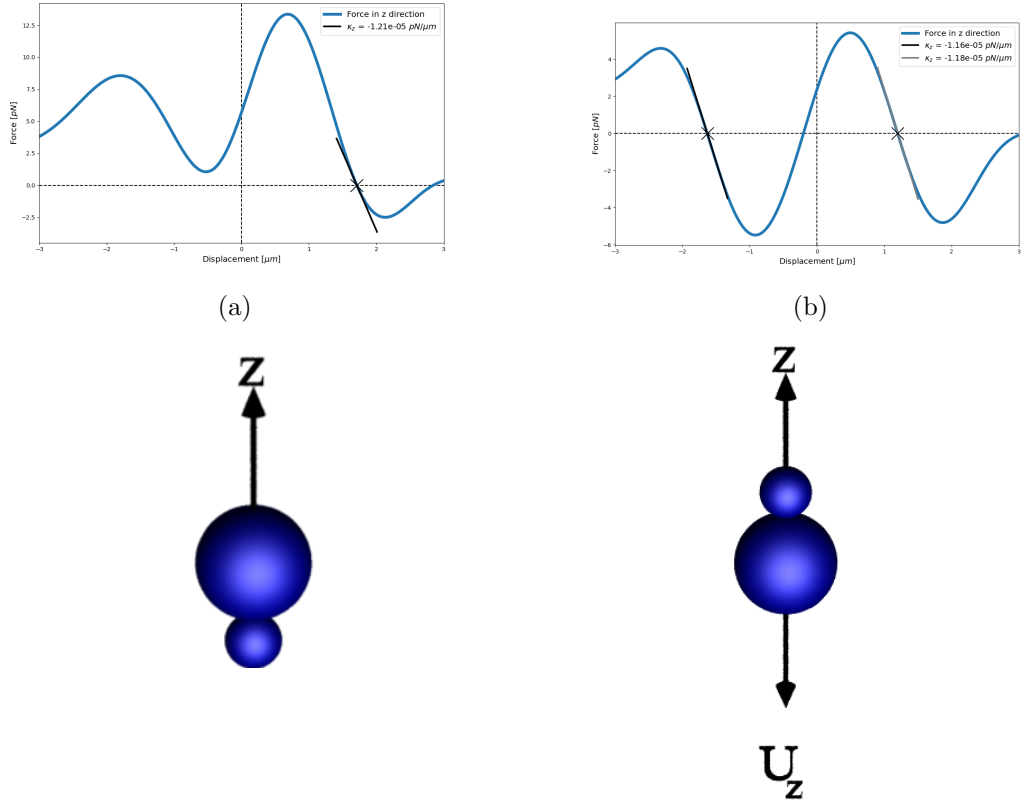 Force in z direction
κz = -1.21e-05 pN/μm
Force [pN]
12.5
10.0
7.5
5.0
2.5
0.0
−2.5
−3
−2
−1
0
1
2
3
Displacement [μm]
(a)
Force in z direction
κz = -1.16e-05 pN/μm
κz = -1.18e-05 pN/μm
Force [pN]
4
2
0
−2
−4
−6
−3
−2
−1
0
1
2
3
Displacement [μm]
(b)
z
z
Uz